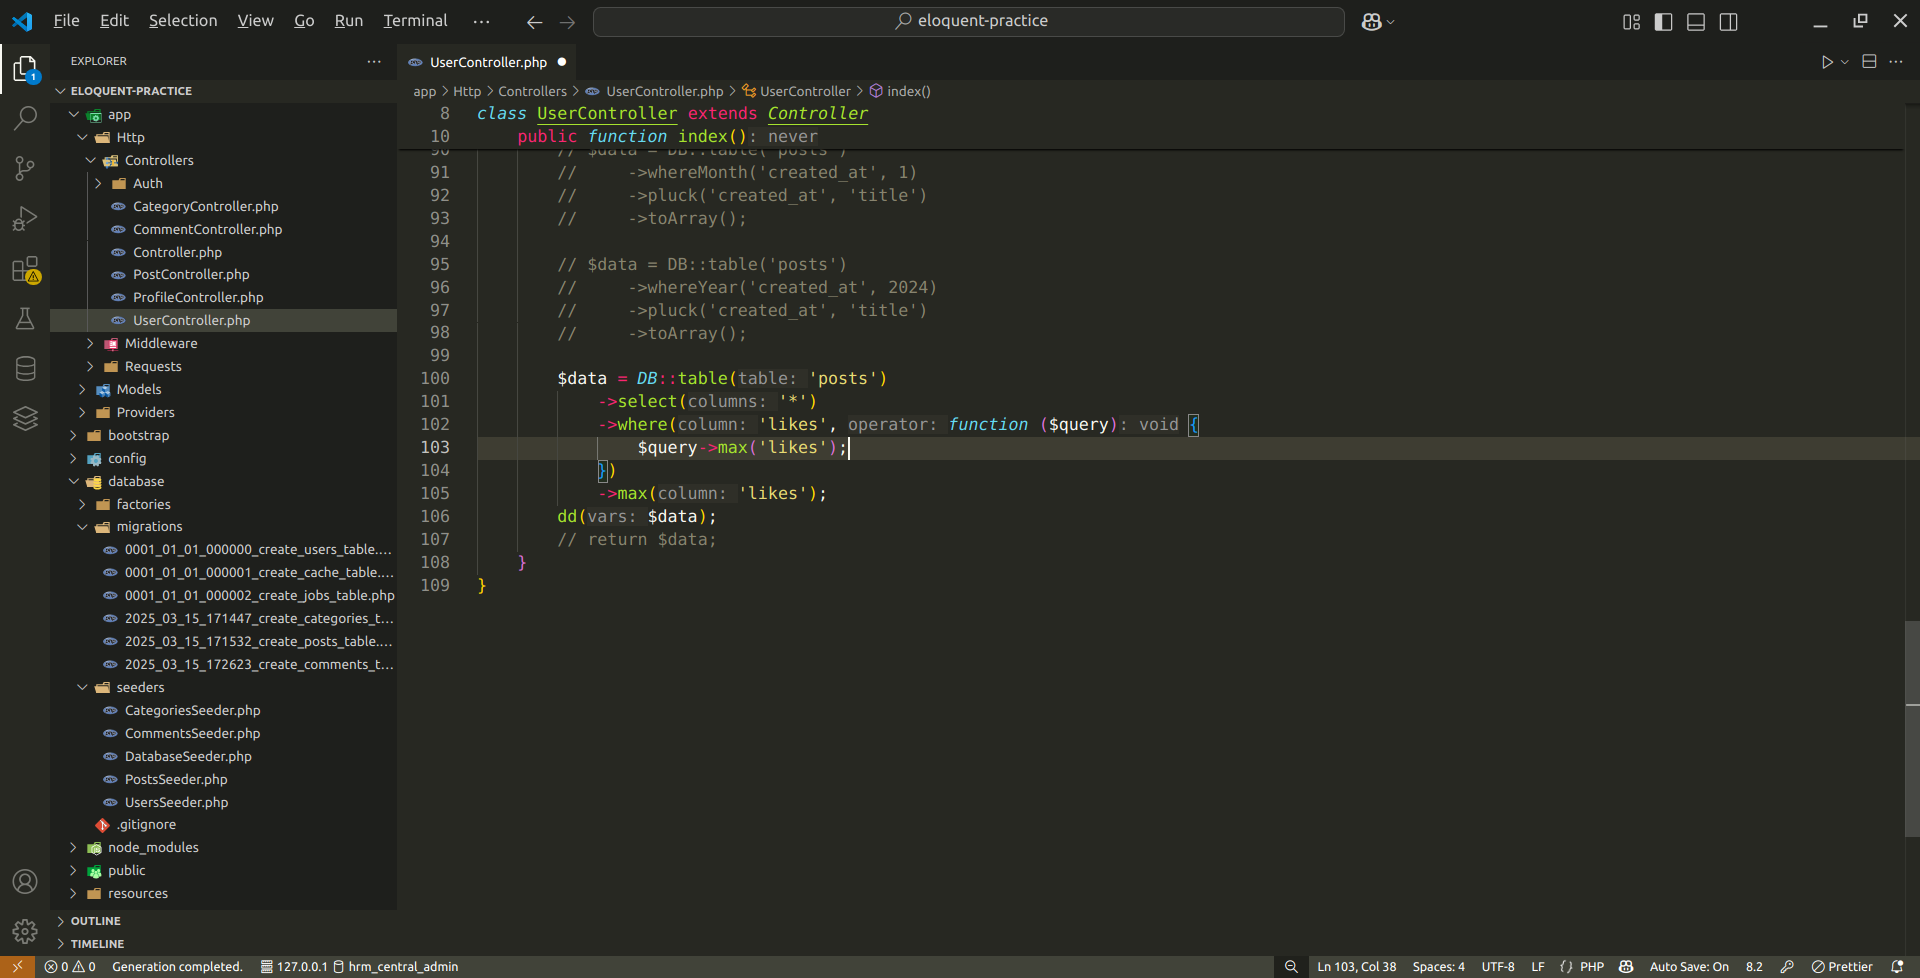 File Edit Selection View Go Run Terminal ··· eloquent-practice
EXPLORER ···
ELOQUENT-PRACTICE
app
Http
Controllers
Auth
CategoryController.php
CommentController.php
Controller.php
PostController.php
ProfileController.php
UserController.php
Middleware
Requests
Models
Providers
bootstrap
config
database
factories
migrations
0001_01_01_000000_create_users_table....
0001_01_01_000001_create_cache_table....
0001_01_01_000002_create_jobs_table.php
2025_03_15_171447_create_categories_t...
2025_03_15_171532_create_posts_table....
2025_03_15_172623_create_comments_t...
seeders
CategoriesSeeder.php
CommentsSeeder.php
DatabaseSeeder.php
PostsSeeder.php
UsersSeeder.php
.gitignore
node_modules
public
resources
OUTLINE
TIMELINE
1
UserController.php
app > Http > Controllers > UserController.php > UserController > index()
8 class UserController extends Controller
10 public function index(): never
90 // $data = DB::table('posts')
91 // ->whereMonth('created_at', 1)
92 // ->pluck('created_at', 'title')
93 // ->toArray();
94
95 // $data = DB::table('posts')
96 // ->whereYear('created_at', 2024)
97 // ->pluck('created_at', 'title')
98 // ->toArray();
99
100 $data = DB::table(table: 'posts')
101 ->select(columns: '*')
102 ->where(column: 'likes', operator: function ($query): void {
103 $query->max('likes');
104 })
105 ->max(column: 'likes');
106 dd(vars: $data);
107 // return $data;
108 }
109 }
0 0 Generation completed. 127.0.0.1 hrm_central_admin Ln 103, Col 38 Spaces: 4 UTF-8 LF {} PHP Auto Save: On 8.2 Prettier